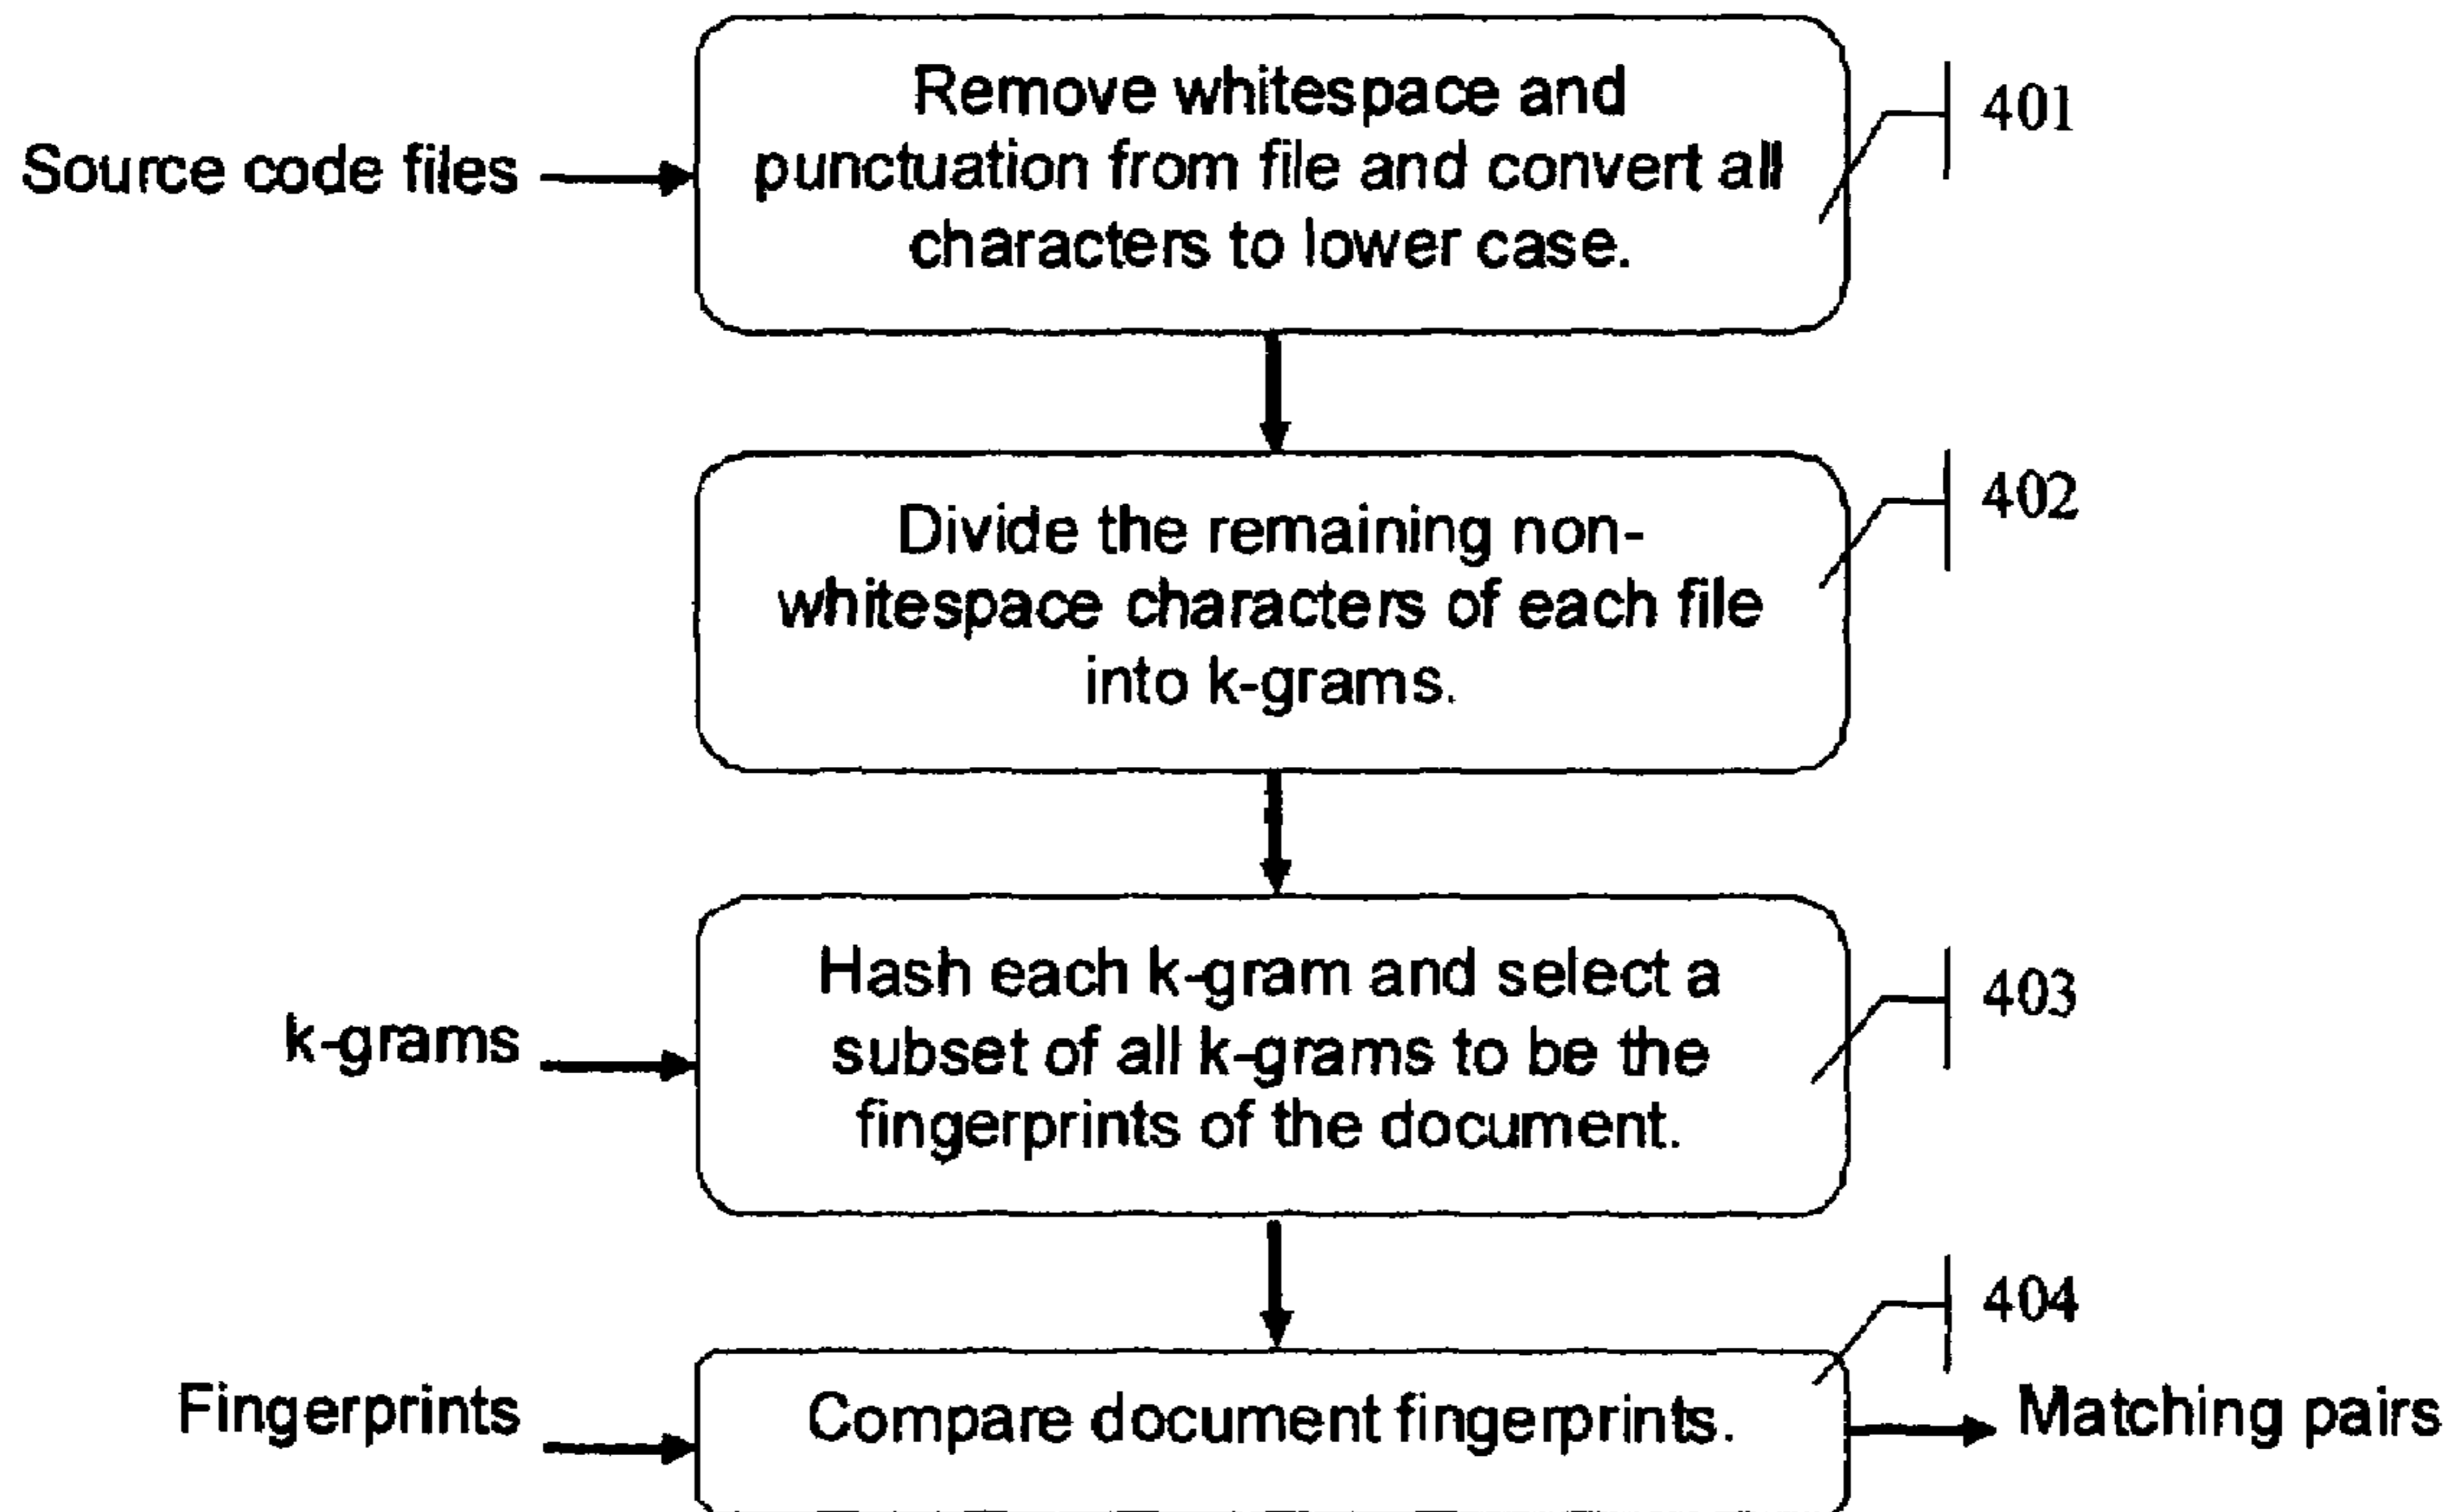 Remove whitespace and
punctuation from file and convert all
characters to lower case.
Source code files
401
Divide the remaining non-
whitespace characters of each file
into k-grams.
402
Hash each k-gram and select a
subset of all k-grams to be the
fingerprints of the document.
k-grams
403
Fingerprints
Compare document fingerprints.
404
Matching pairs